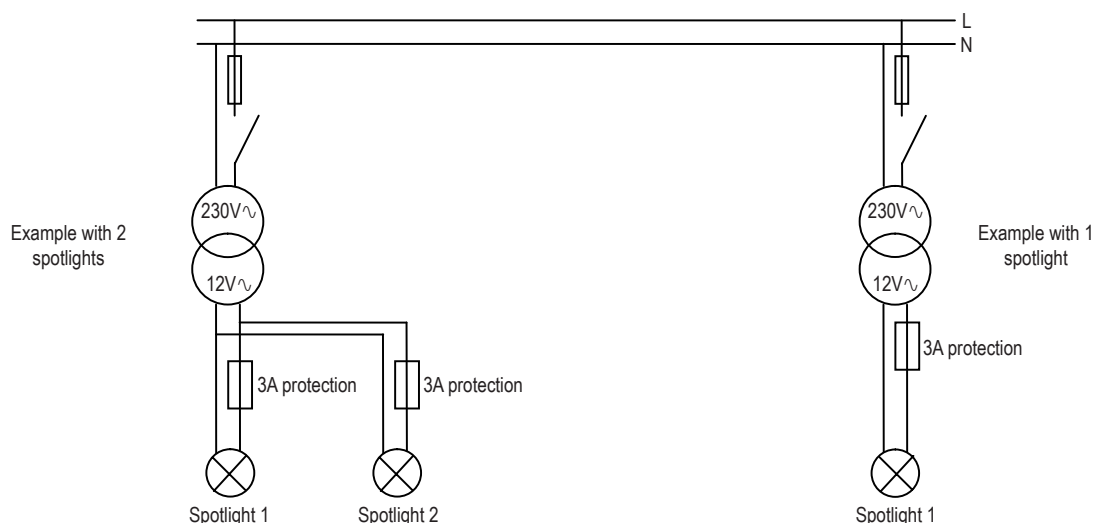 L
N
230V∿
12V∿
Example with 2
spotlights
3A protection
3A protection
Spotlight 1
Spotlight 2
230V∿
12V∿
Example with 1
spotlight
3A protection
Spotlight 1